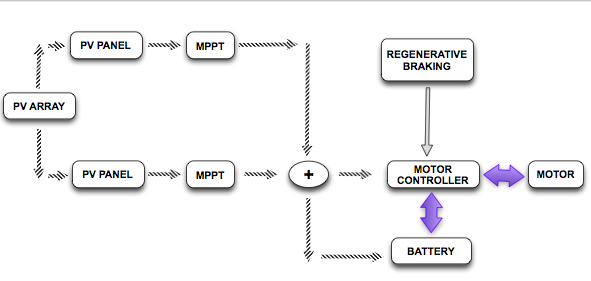 PV PANEL
MPPT
REGENERATIVE
BRAKING
PV ARRAY
PV PANEL
MPPT
+
MOTOR
CONTROLLER
MOTOR
BATTERY